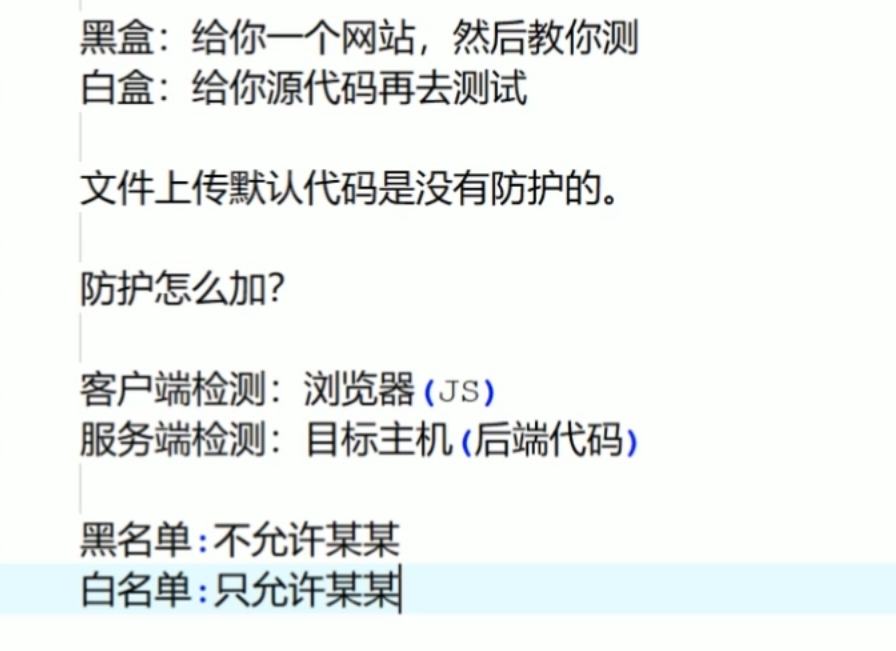 黑盒：给你一个网站，然后教你测
白盒：给你源代码再去测试
文件上传默认代码是没有防护的。
防护怎么加？
客户端检测：浏览器(JS)
服务端检测：目标主机(后端代码)
黑名单:不允许某某
白名单:只允许某某